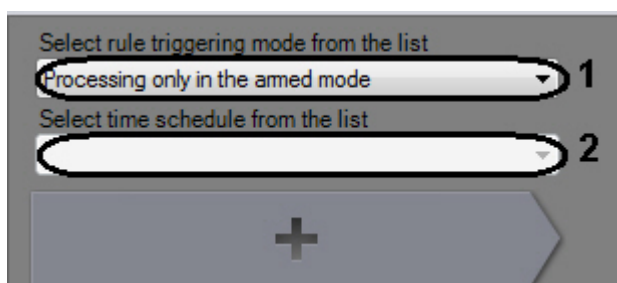 Select rule triggering mode from the list
Processing only in the armed mode 1
Select time schedule from the list
2